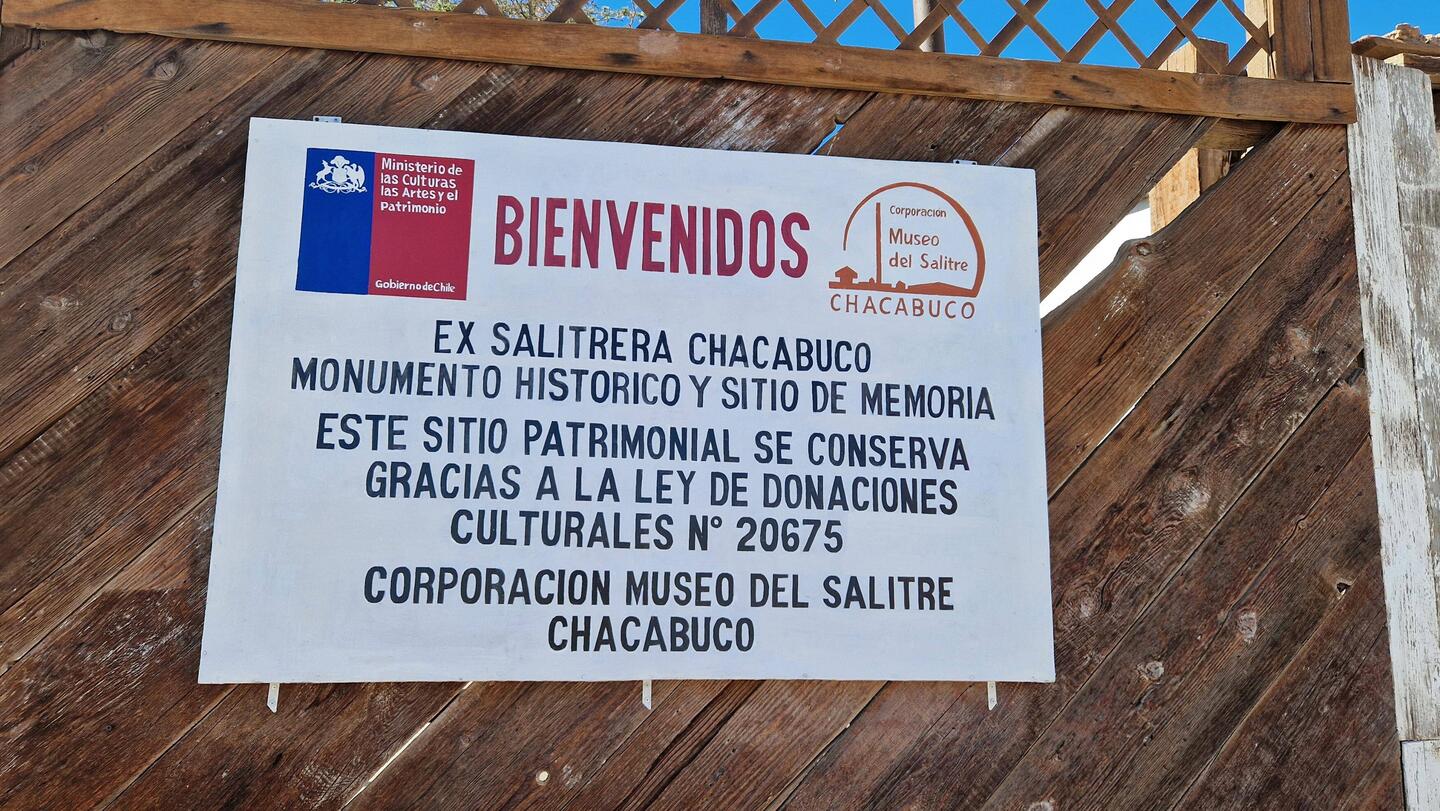 Ministerio de
las Culturas
las Artes y el
Patrimonio
Gobierno de Chile
BIENVENIDOS
Corporacion
Museo
del Salitre
CHACABUCO
EX SALITRERA CHACABUCO
MONUMENTO HISTORICO Y SITIO DE MEMORIA
ESTE SITIO PATRIMONIAL SE CONSERVA
GRACIAS A LA LEY DE DONACIONES
CULTURALES N° 20675
CORPORACION MUSEO DEL SALITRE
CHACABUCO